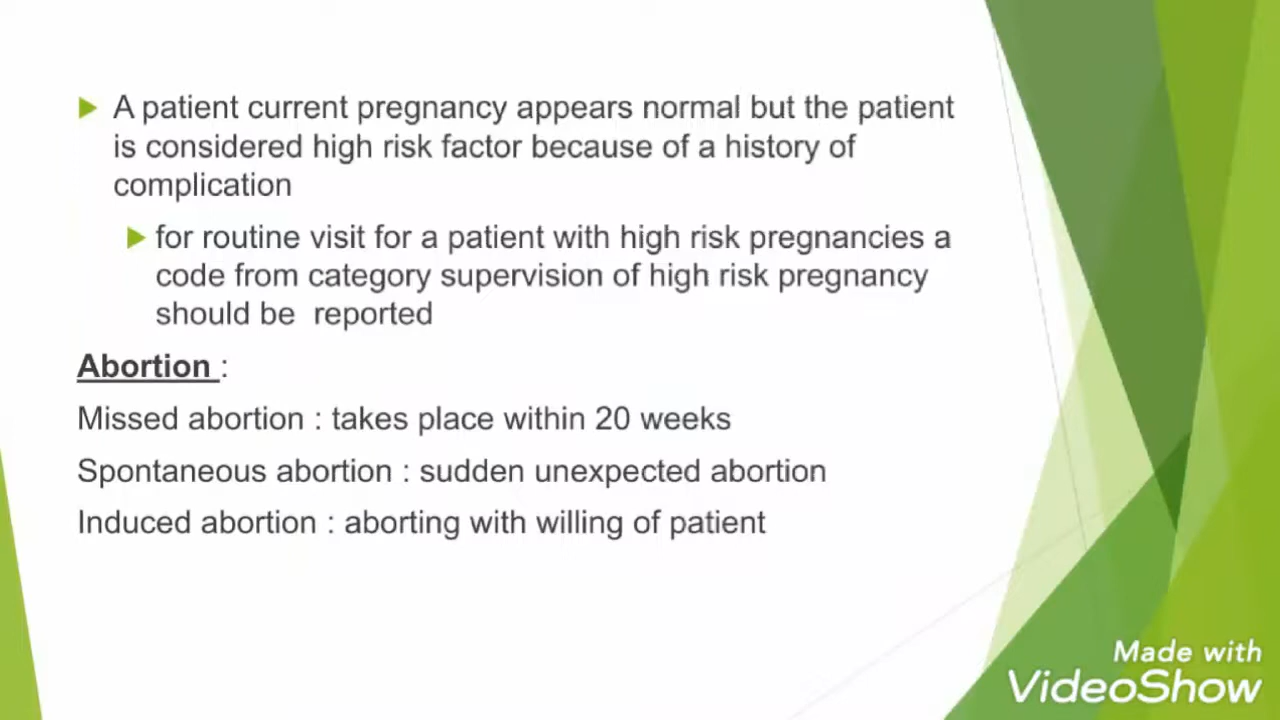 A patient current pregnancy appears normal but the patient
is considered high risk factor because of a history of
complication
for routine visit for a patient with high risk pregnancies a
code from category supervision of high risk pregnancy
should be reported
Abortion :
Missed abortion : takes place within 20 weeks
Spontaneous abortion : sudden unexpected abortion
Induced abortion : aborting with willing of patient
Made with
VideoShow